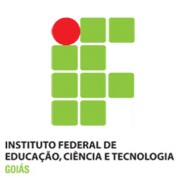 INSTITUTO FEDERAL DE
EDUCAÇÃO, CIÊNCIA E TECNOLOGIA
GOIÁS